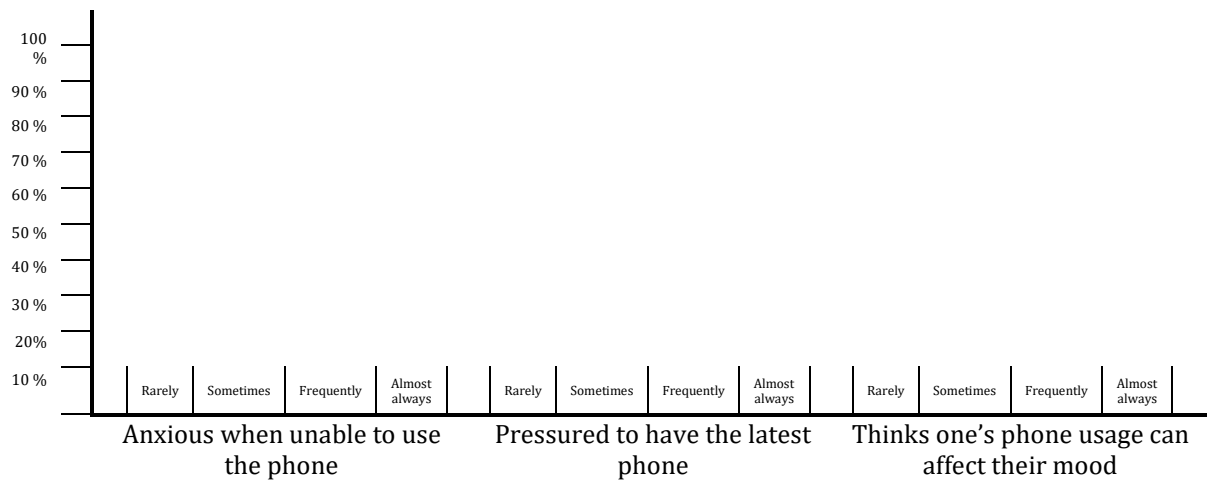 100
%
90 %
80 %
70 %
60 %
50 %
40 %
30 %
20%
10 %
Rarely Sometimes Frequently Almost always Rarely Sometimes Frequently Almost always Rarely Sometimes Frequently Almost always
Anxious when unable to use
the phone
Pressured to have the latest
phone
Thinks one’s phone usage can
affect their mood